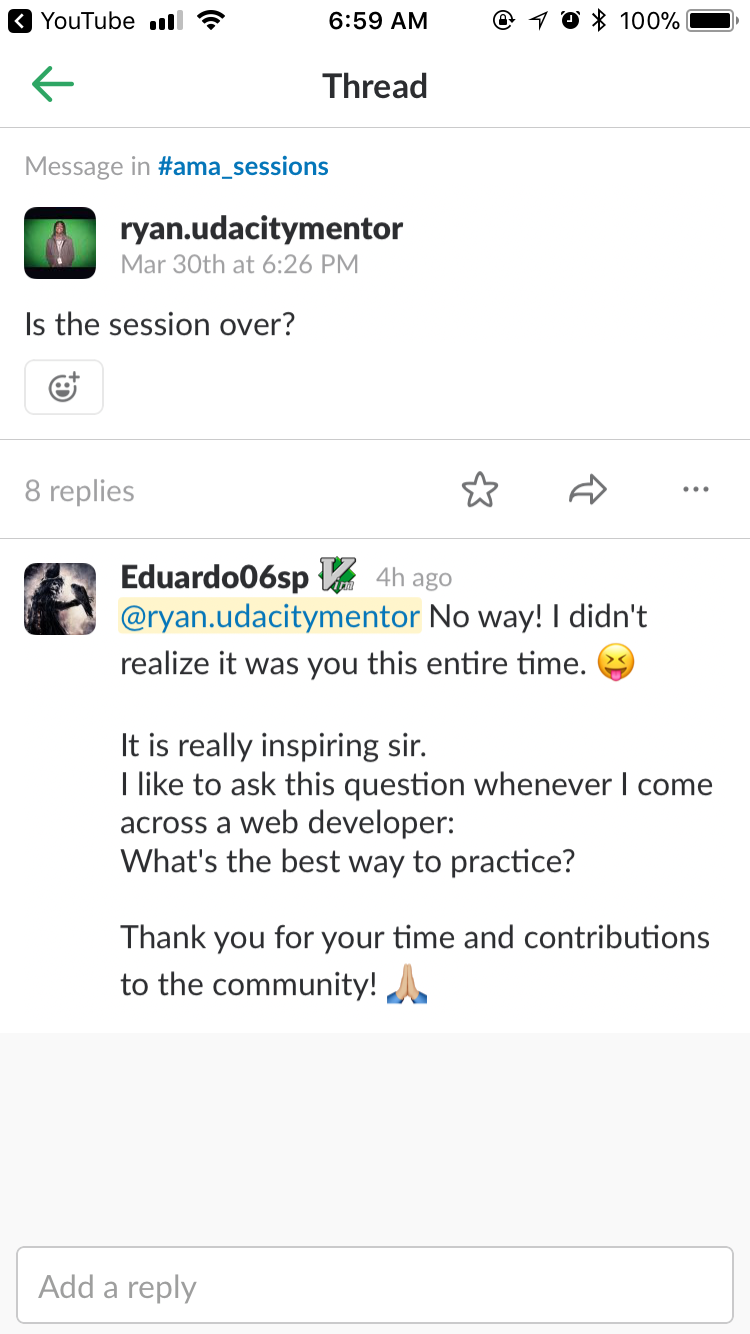 YouTube 6:59 AM 100%
Thread
Message in #ama_sessions
ryan.udacitymentor
Mar 30th at 6:26 PM
Is the session over?
8 replies
Eduardo06sp Vim 4h ago
@ryan.udacitymentor No way! I didn't
realize it was you this entire time. 😝
It is really inspiring sir.
I like to ask this question whenever I come
across a web developer:
What's the best way to practice?
Thank you for your time and contributions
to the community! 🙏🏼
Add a reply